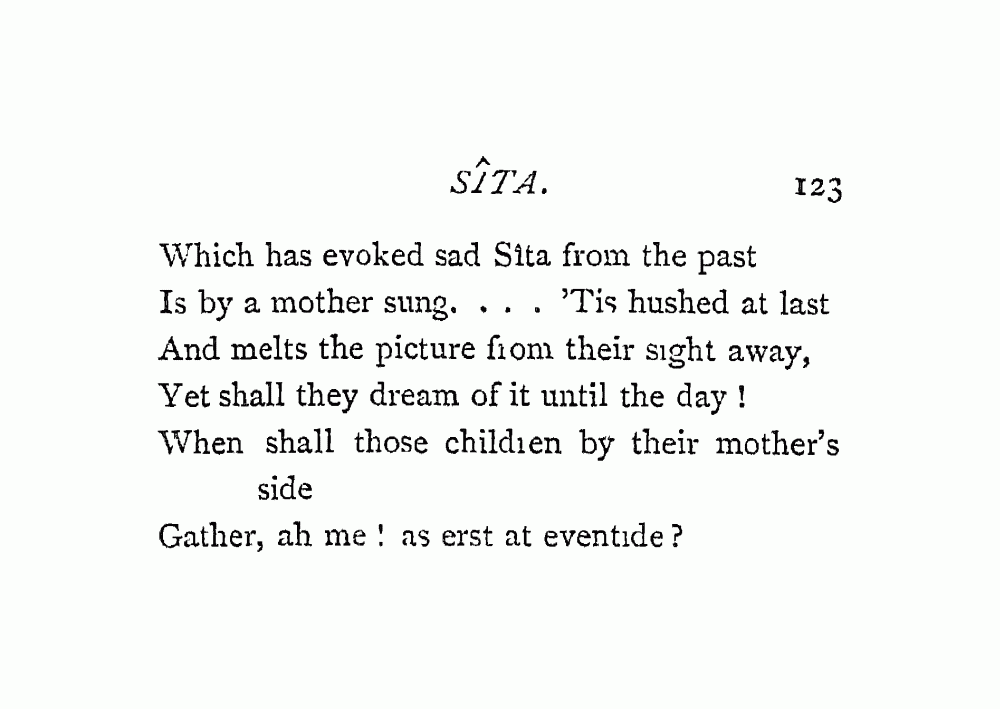 SÎTA. 123
Which has evoked sad Sîta from the past
Is by a mother sung. . . . ’Tis hushed at last
And melts the picture from their sight away,
Yet shall they dream of it until the day !
When shall those children by their mother’s
side
Gather, ah me ! as erst at eventide ?